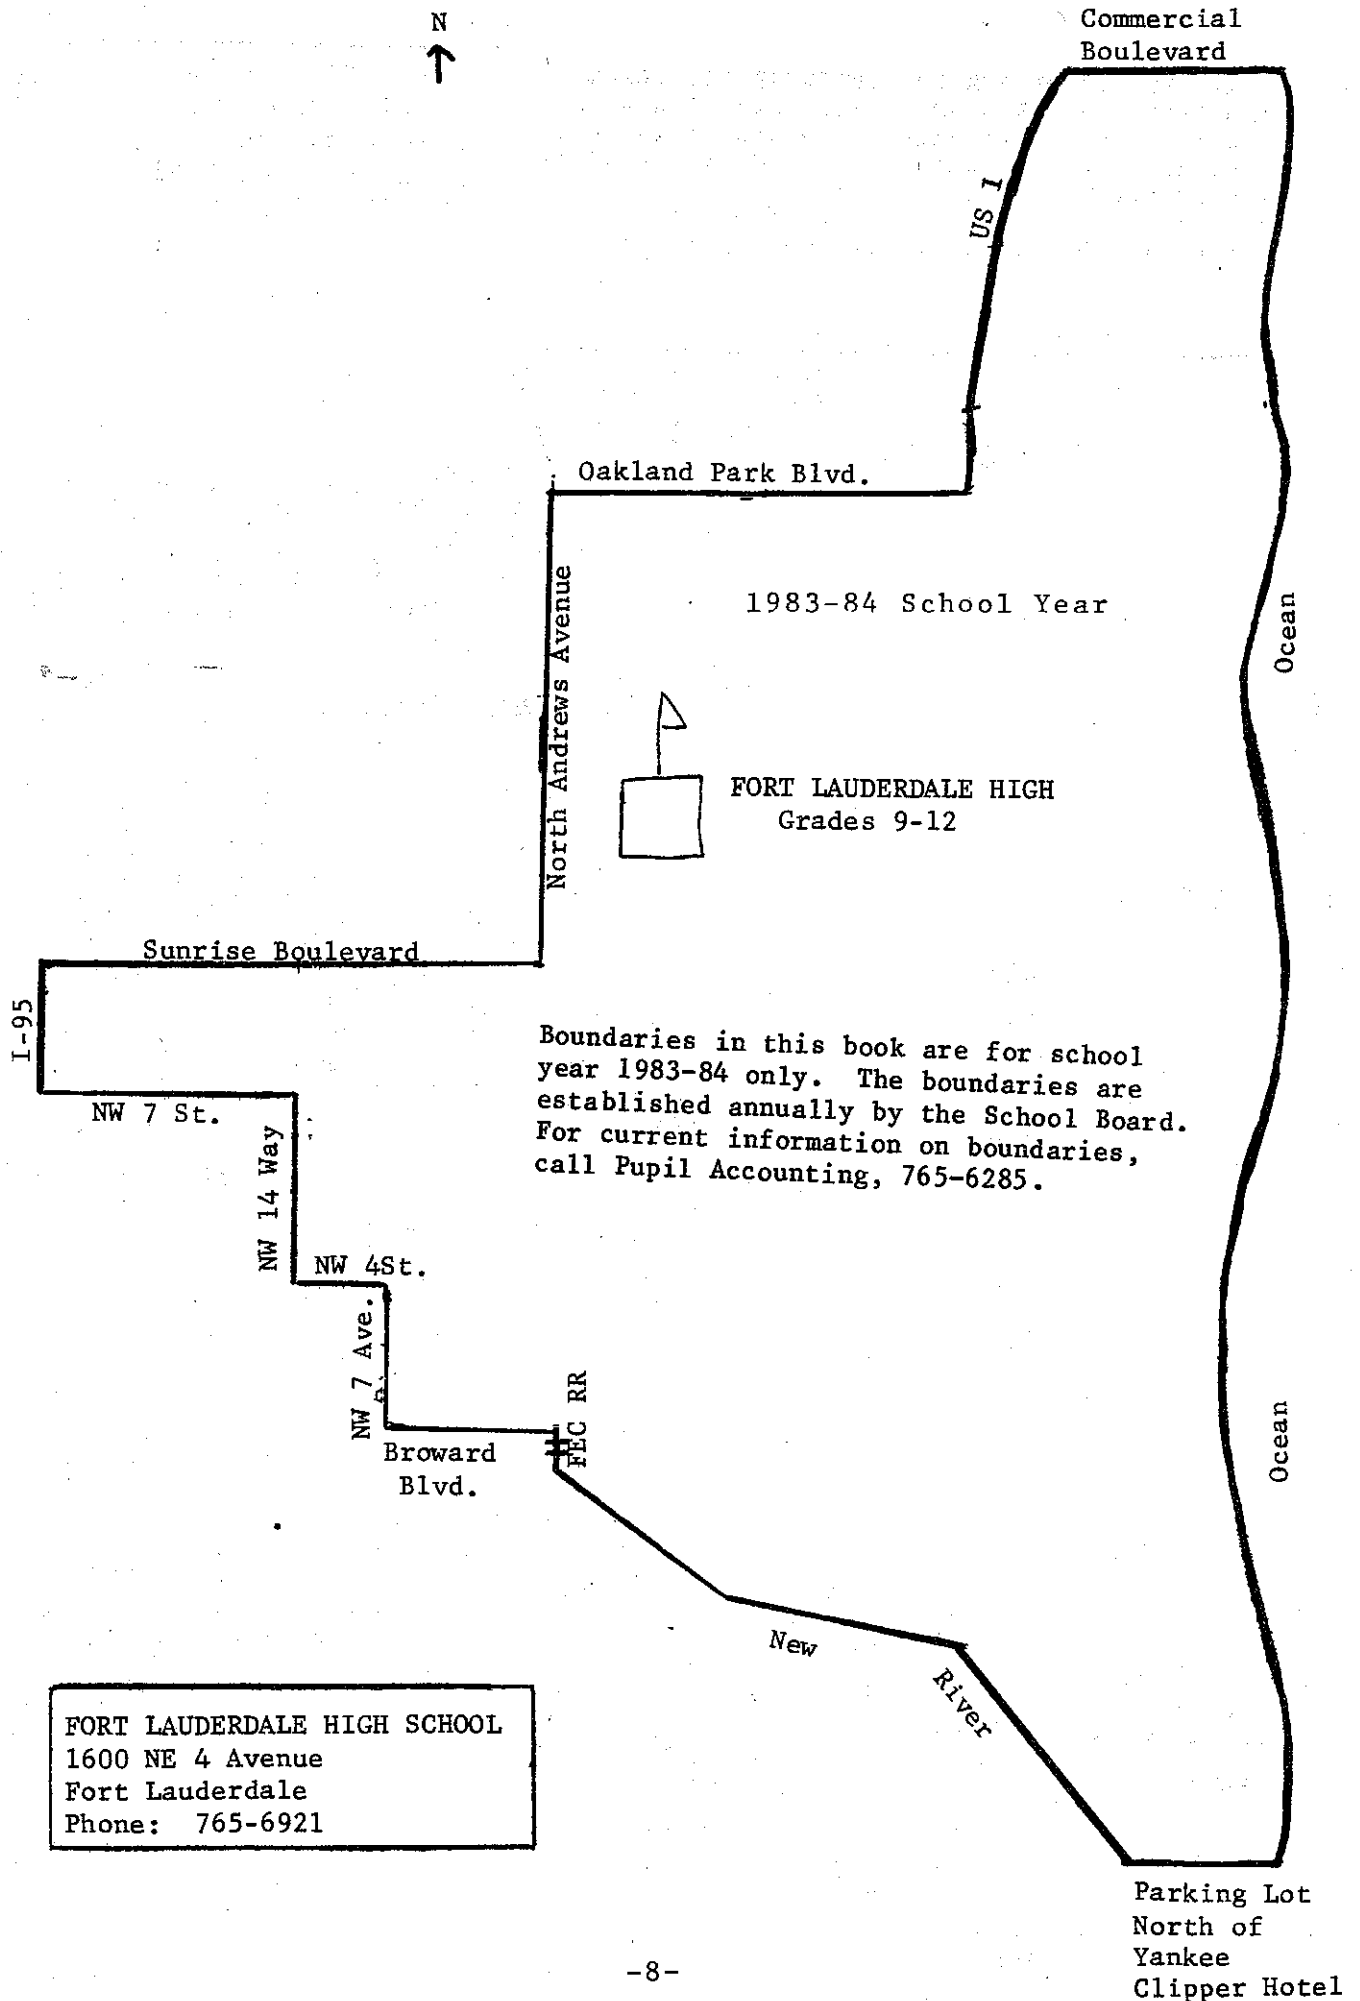 N
Commercial
Boulevard
US 1
Oakland Park Blvd.
North Andrews Avenue
1983-84 School Year
Ocean
FORT LAUDERDALE HIGH
Grades 9-12
Sunrise Boulevard
I-95
NW 7 St.
Boundaries in this book are for school
year 1983-84 only. The boundaries are
established annually by the School Board.
For current information on boundaries,
call Pupil Accounting, 765-6285.
NW 14 Way
NW 4St.
NW 7 Ave.
Broward
Blvd.
FEC RR
Ocean
New
River
FORT LAUDERDALE HIGH SCHOOL
1600 NE 4 Avenue
Fort Lauderdale
Phone: 765-6921
Parking Lot
North of
Yankee
Clipper Hotel
-8-